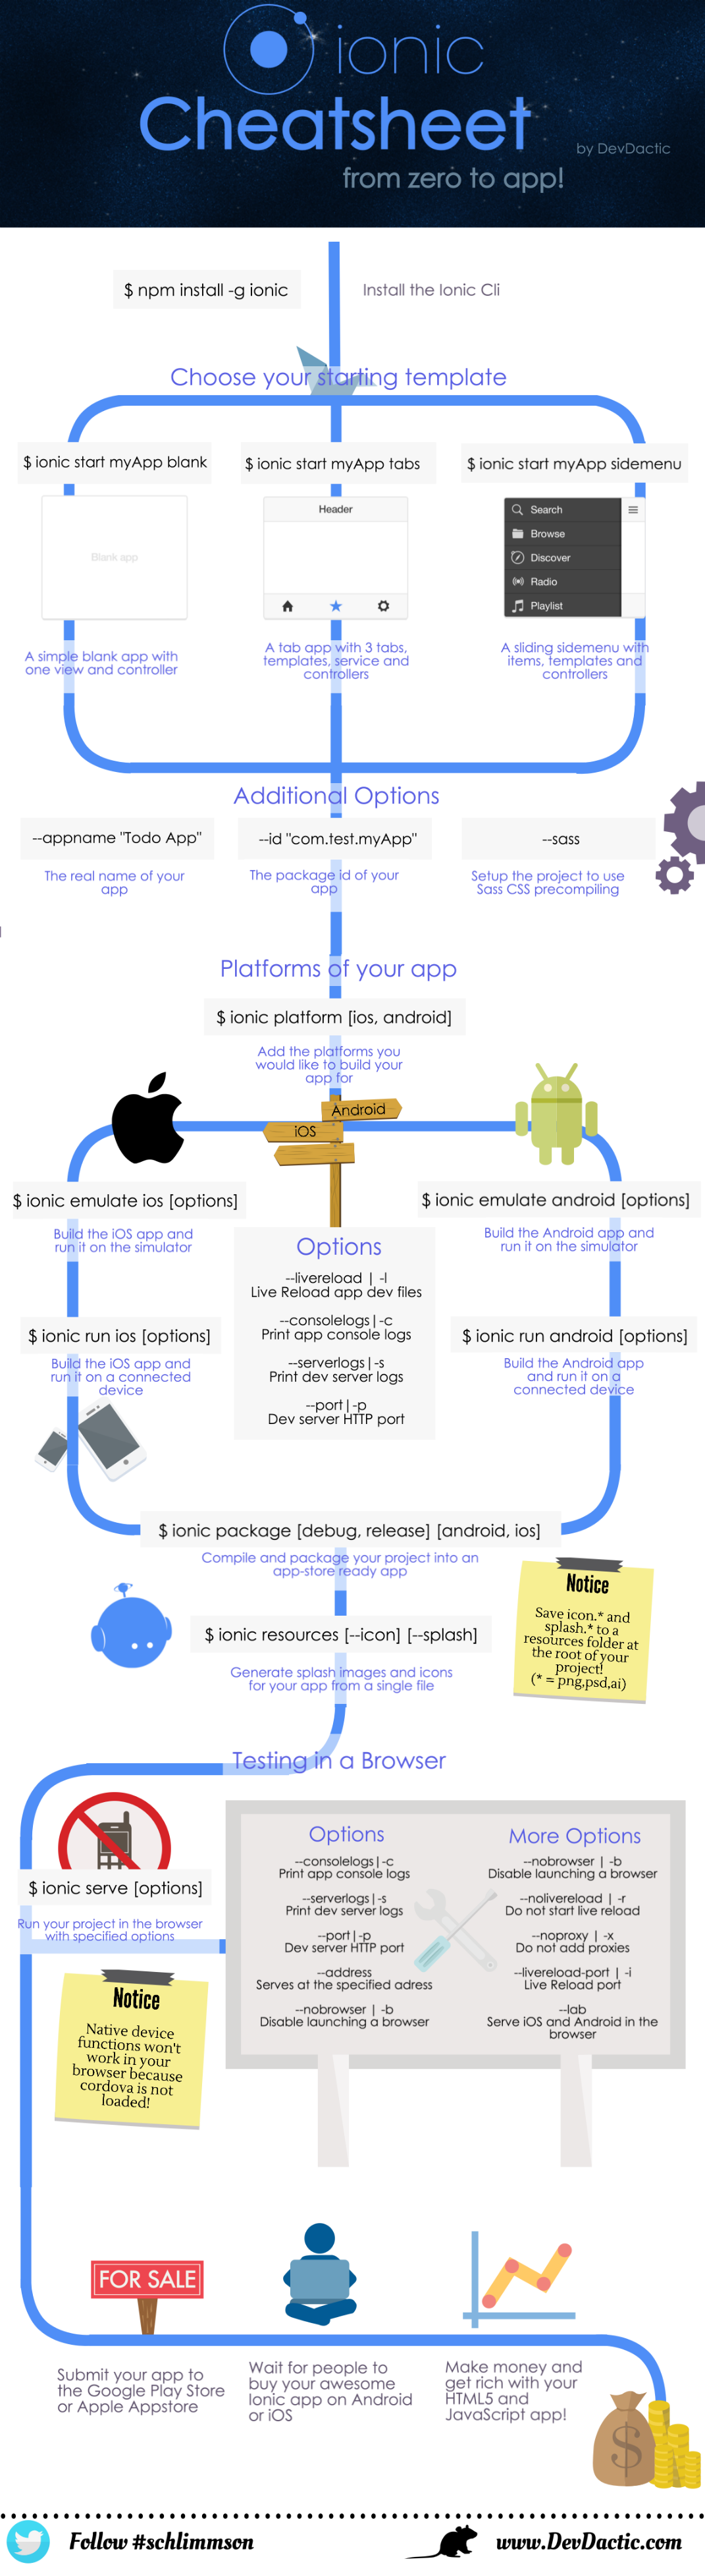 ionic
Cheatsheet
by DevDactic
from zero to app!
$ npm install -g ionic
Install the Ionic Cli
Choose your starting template
$ ionic start myApp blank
$ ionic start myApp tabs
$ ionic start myApp sidemenu
Blank app
Header
Search
Browse
Discover
Radio
Playlist
A simple blank app with
one view and controller
A tab app with 3 tabs,
templates, service and
controllers
A sliding sidemenu with
items, templates and
controllers
Additional Options
--appname "Todo App"
--id "com.test.myApp"
--sass
The real name of your
app
The package id of your
app
Setup the project to use
Sass CSS precompiling
Platforms of your app
$ ionic platform [ios, android]
Add the platforms you
would like to build your
app for
Android
iOS
$ ionic emulate ios [options]
Build the iOS app and
run it on the simulator
$ ionic emulate android [options]
Build the Android app and
run it on the simulator
Options
--livereload | -l
Live Reload app dev files
--consolelogs|-c
Print app console logs
--serverlogs|-s
Print dev server logs
--port|-p
Dev server HTTP port
$ ionic run ios [options]
Build the iOS app and
run it on a connected
device
$ ionic run android [options]
Build the Android app
and run it on a
connected device
$ ionic package [debug, release] [android, ios]
Compile and package your project into an
app-store ready app
$ ionic resources [--icon] [--splash]
Generate splash images and icons
for your app from a single file
Notice
Save icon.* and
splash.* to a
resources folder at
the root of your
project!
(* = png,psd,ai)
Testing in a Browser
$ ionic serve [options]
Run your project in the browser
with specified options
Options
--consolelogs|-c
Print app console logs
--serverlogs|-s
Print dev server logs
--port|-p
Dev server HTTP port
--address
Serves at the specified adress
--nobrowser | -b
Disable launching a browser
More Options
--nobrowser | -b
Disable launching a browser
--nolivereload | -r
Do not start live reload
--noproxy | -x
Do not add proxies
--livereload-port | -i
Live Reload port
--lab
Serve iOS and Android in the
browser
Notice
Native device
functions won't
work in your
browser because
cordova is not
loaded!
FOR SALE
Submit your app to
the Google Play Store
or Apple Appstore
Wait for people to
buy your awesome
Ionic app on Android
or iOS
Make money and
get rich with your
HTML5 and
JavaScript app!
$
Follow #schlimmson
www.DevDactic.com